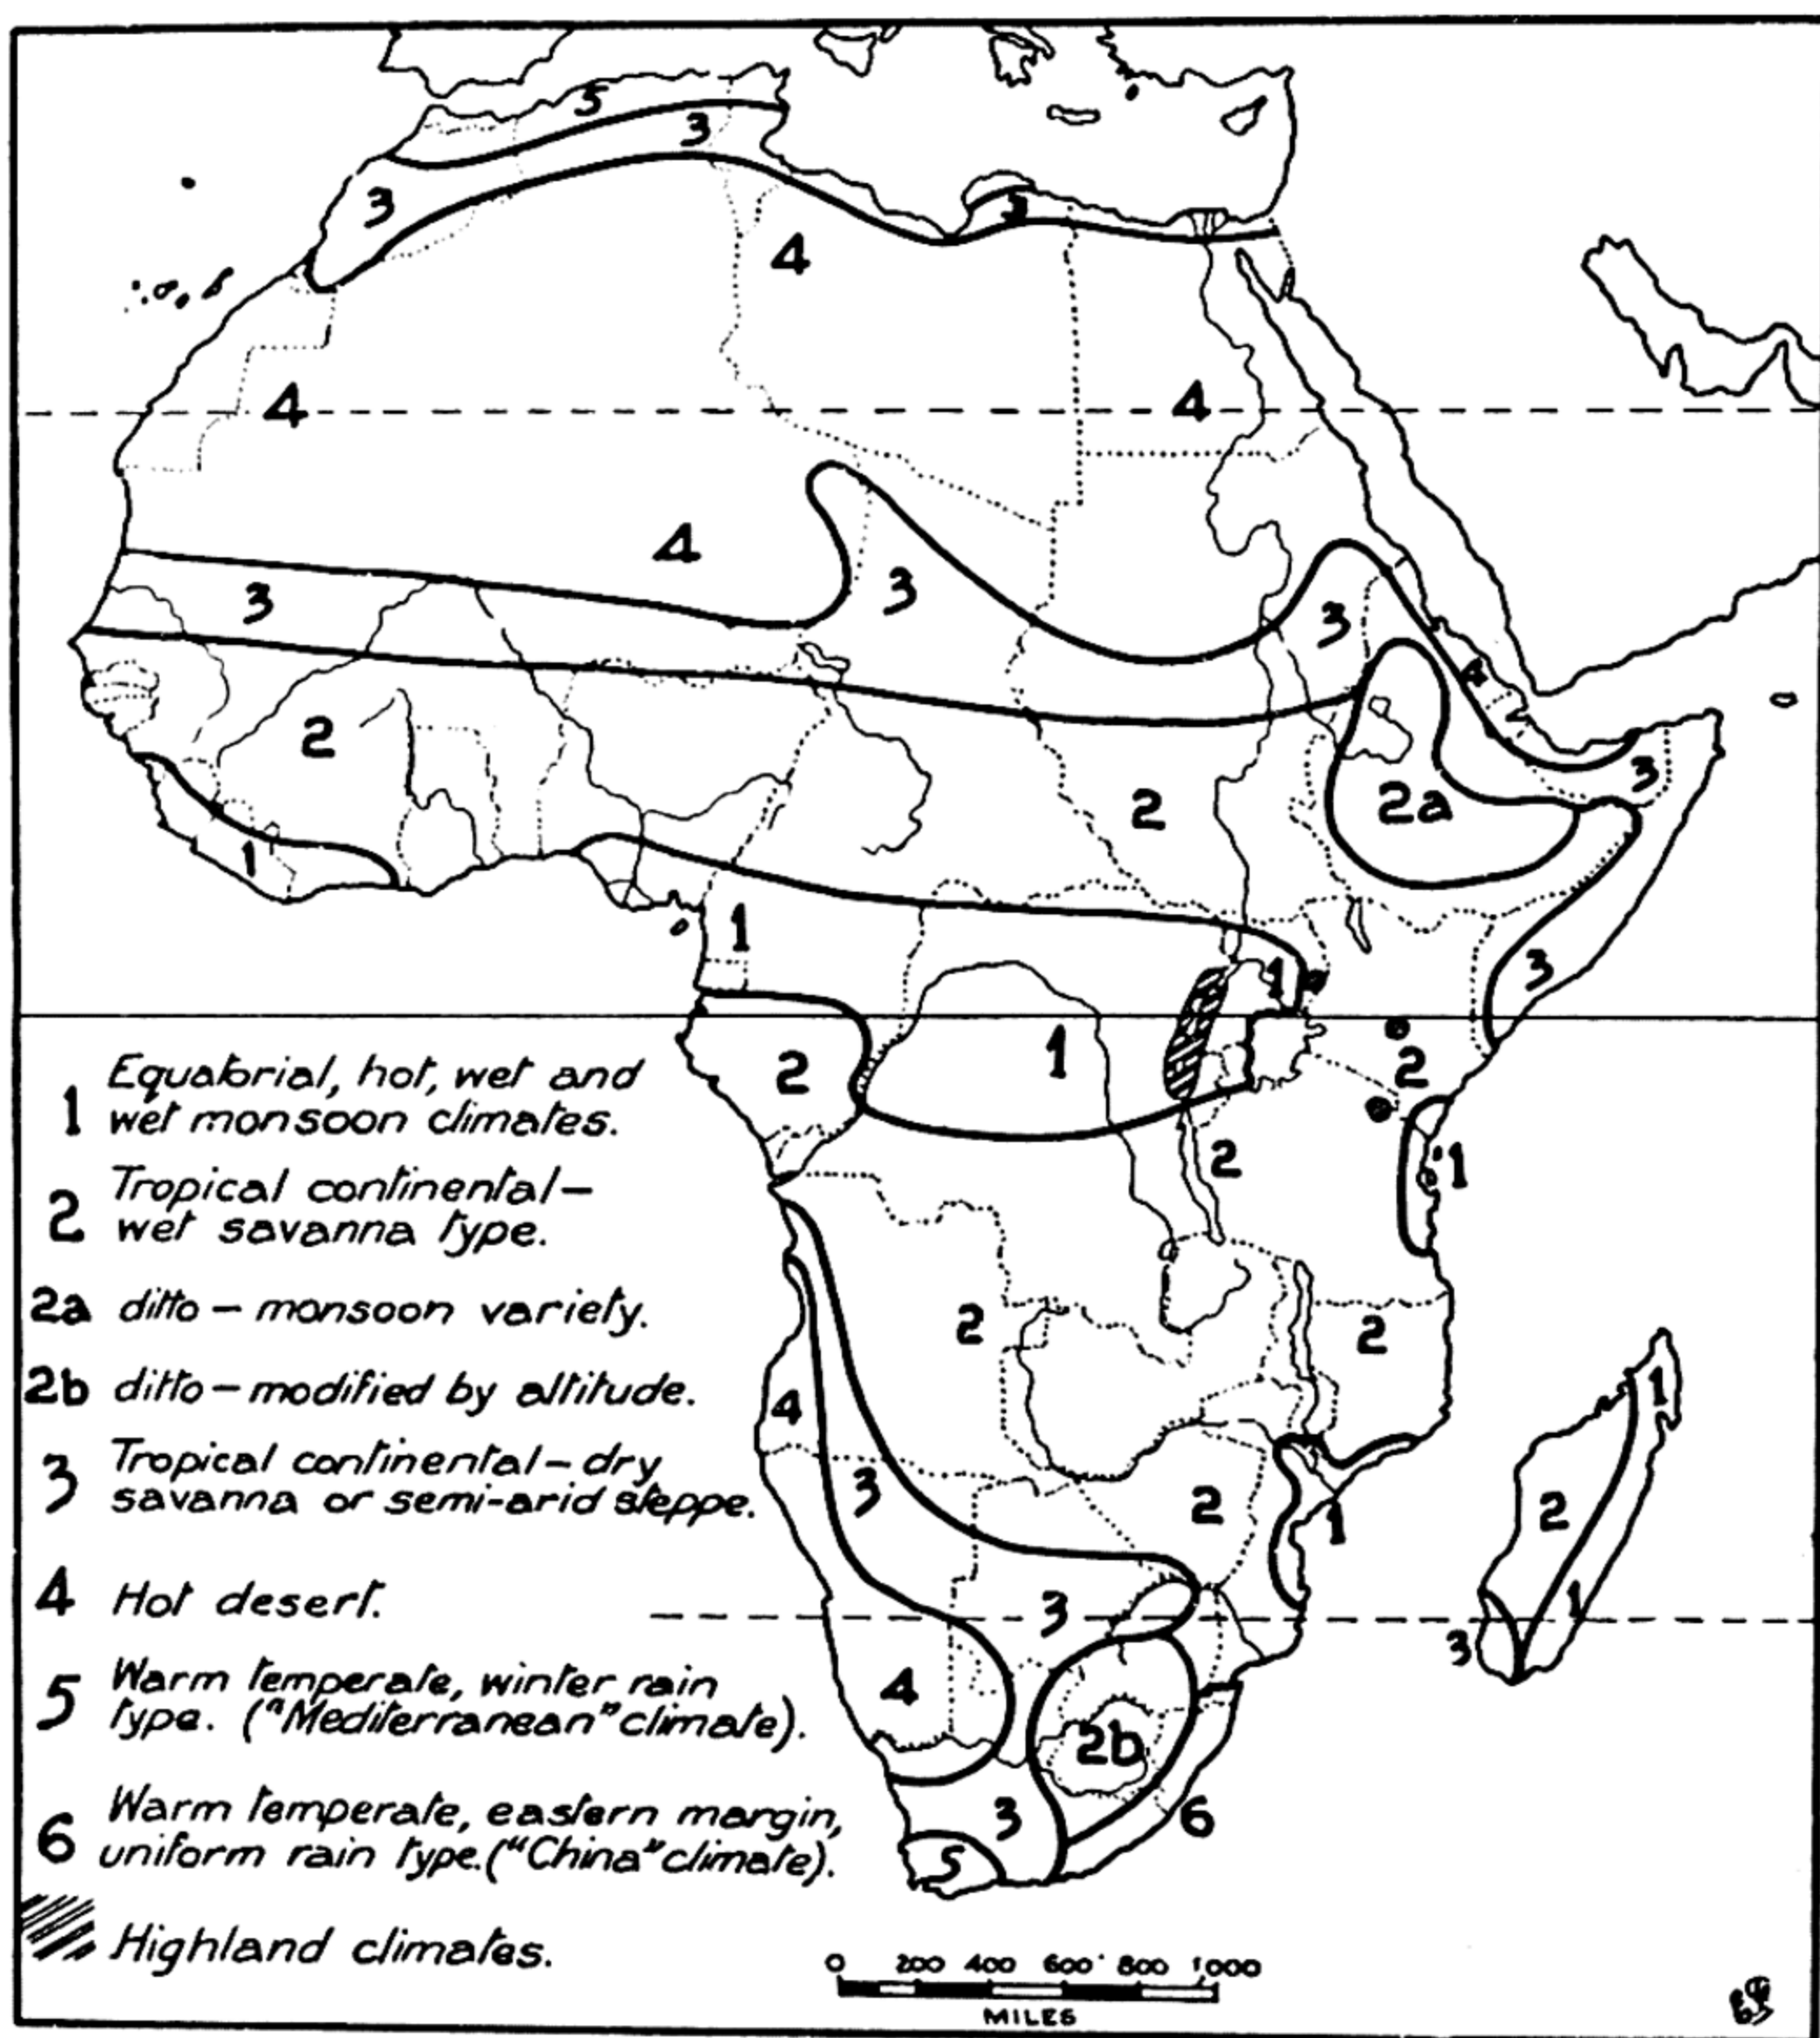 5
3
3
3
4
4
4
4
3
3
3
4
2
2
2a
3
1
1
1
3
1
2
2
2
1
2
2
4
1
3
2
1
2
3
1
3
4
2b
3
6
5
1 Equatorial, hot, wet and
wet monsoon climates.
2 Tropical continental—
wet savanna type.
2a ditto — monsoon variety.
2b ditto — modified by altitude.
3 Tropical continental — dry
savanna or semi-arid steppe.
4 Hot desert.
5 Warm temperate, winter rain
type. ("Mediterranean" climate).
6 Warm temperate, eastern margin,
uniform rain type. ("China" climate).
Highland climates.
0 200 400 600 800 1000
MILES